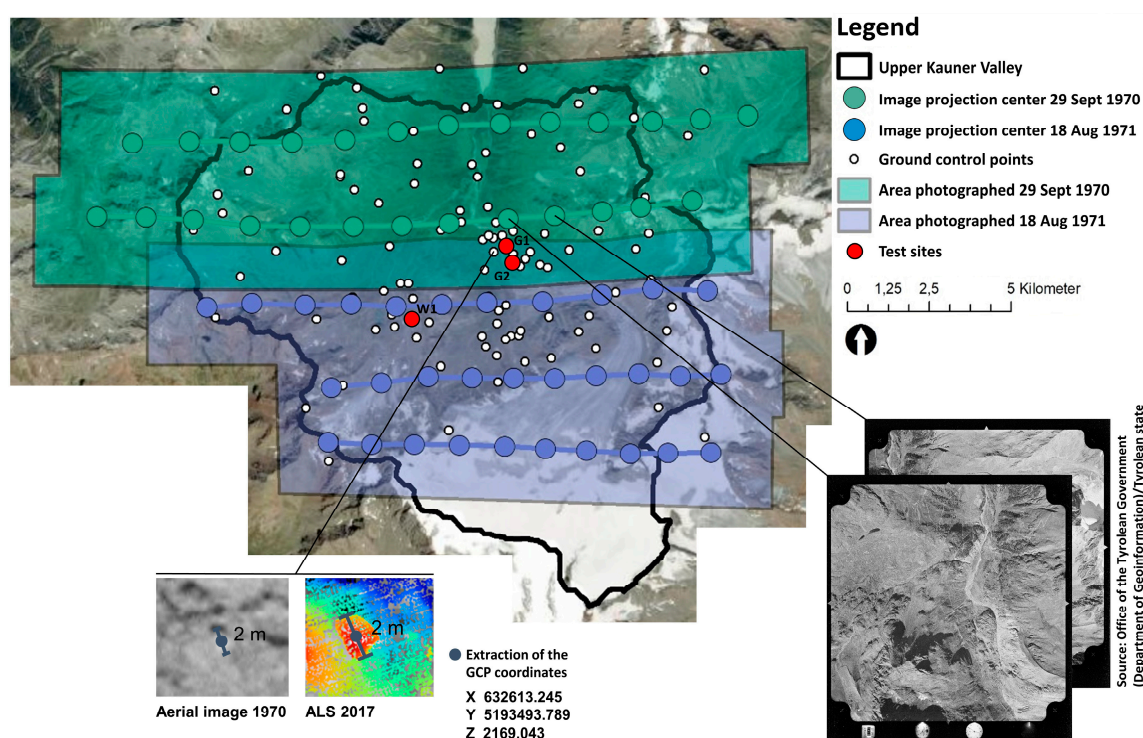 Legend
Upper Kauner Valley
Image projection center 29 Sept 1970
Image projection center 18 Aug 1971
Ground control points
Area photographed 29 Sept 1970
Area photographed 18 Aug 1971
Test sites
0 1,25 2,5 5 Kilometer
G1
G2
W1
2 m
2 m
Aerial image 1970
ALS 2017
Extraction of the
GCP coordinates
X 632613.245
Y 5193493.789
Z 2169.043
Source: Office of the Tyrolean Government
(Department of Geoinformation)/Tyrolean state